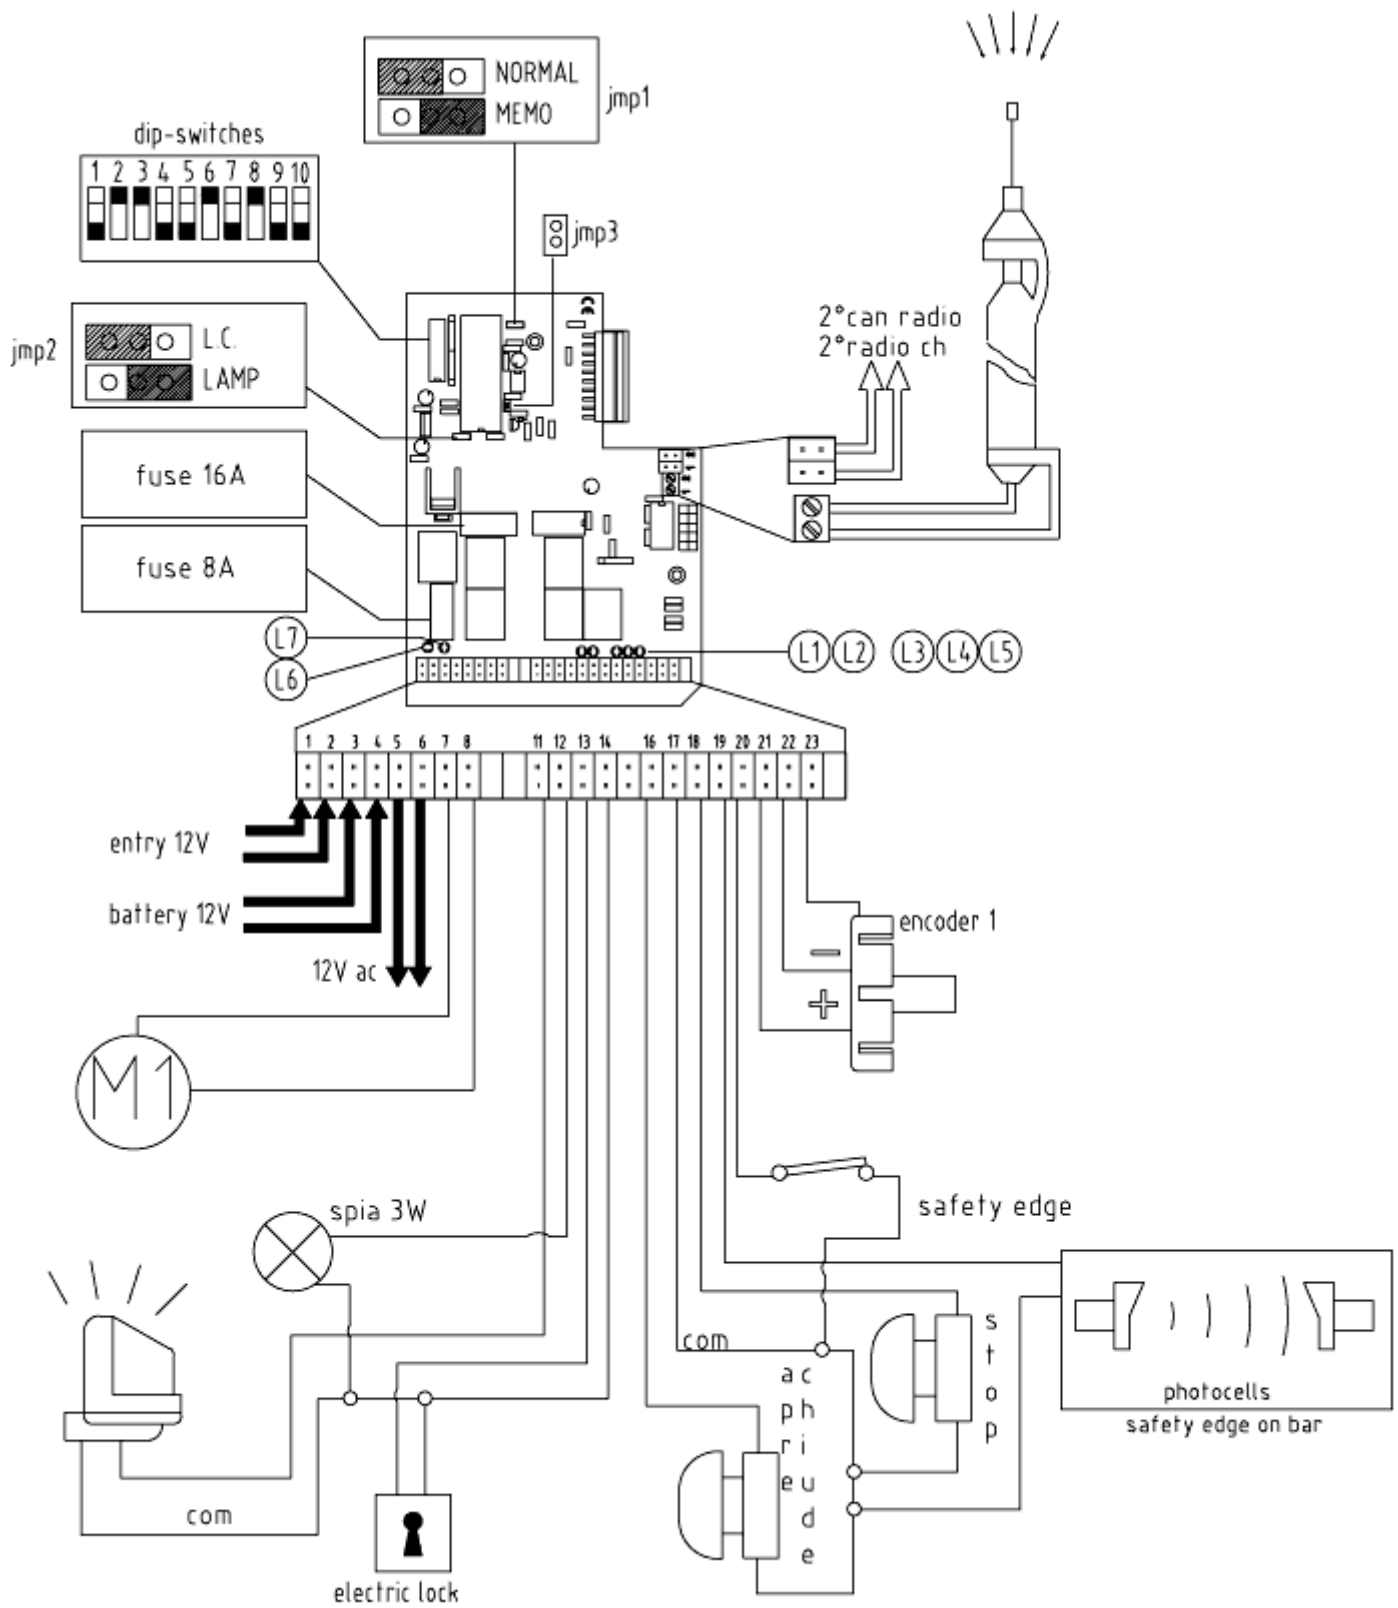 NORMAL
MEMO
jmp1
dip-switches
1 2 3 4 5 6 7 8 9 10
jmp3
CE
jmp2
L.C.
LAMP
2°can radio
2°radio ch
fuse 16A
fuse 8A
L7
L6
L1 L2 L3 L4 L5
1 2 3 4 5 6 7 8 11 12 13 14 16 17 18 19 20 21 22 23
entry 12V
battery 12V
12V ac
encoder 1
−
+
M1
spia 3W
safety edge
com
stop
apre
chiude
photocells
safety edge on bar
com
electric lock